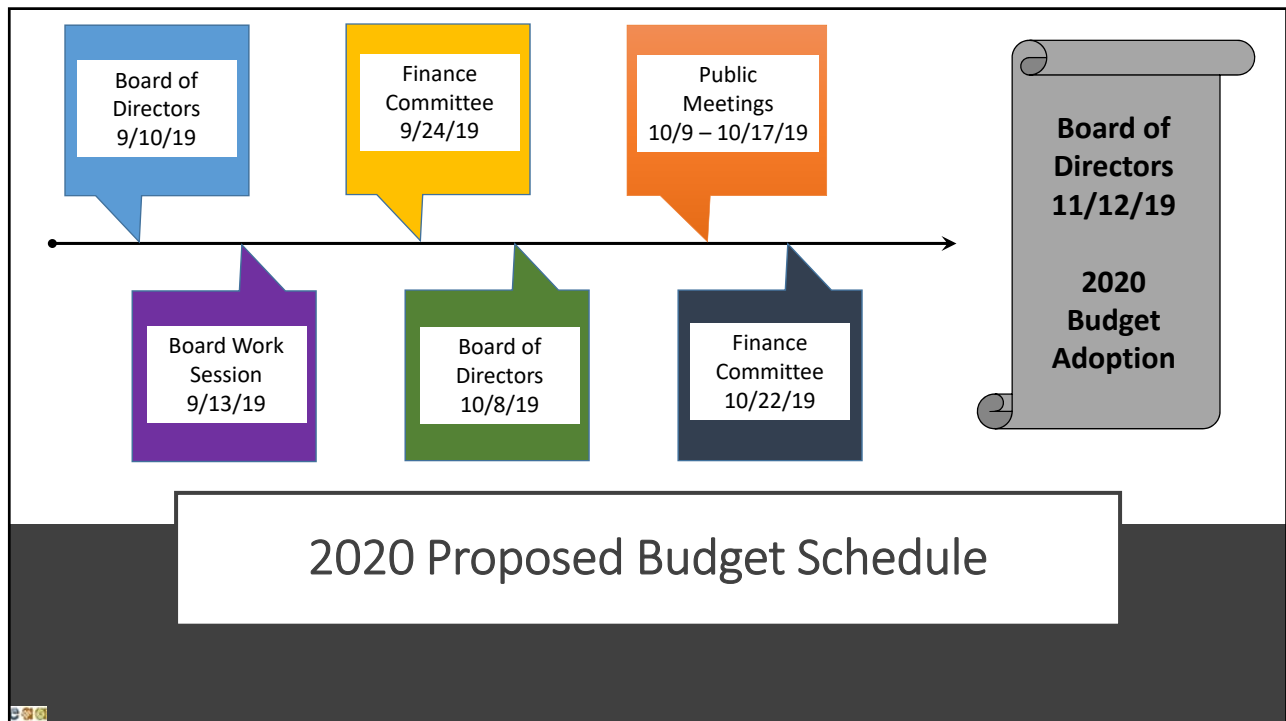 Board of
Directors
9/10/19
Finance
Committee
9/24/19
Public
Meetings
10/9 – 10/17/19
Board of
Directors
11/12/19
2020
Budget
Adoption
Board Work
Session
9/13/19
Board of
Directors
10/8/19
Finance
Committee
10/22/19
2020 Proposed Budget Schedule